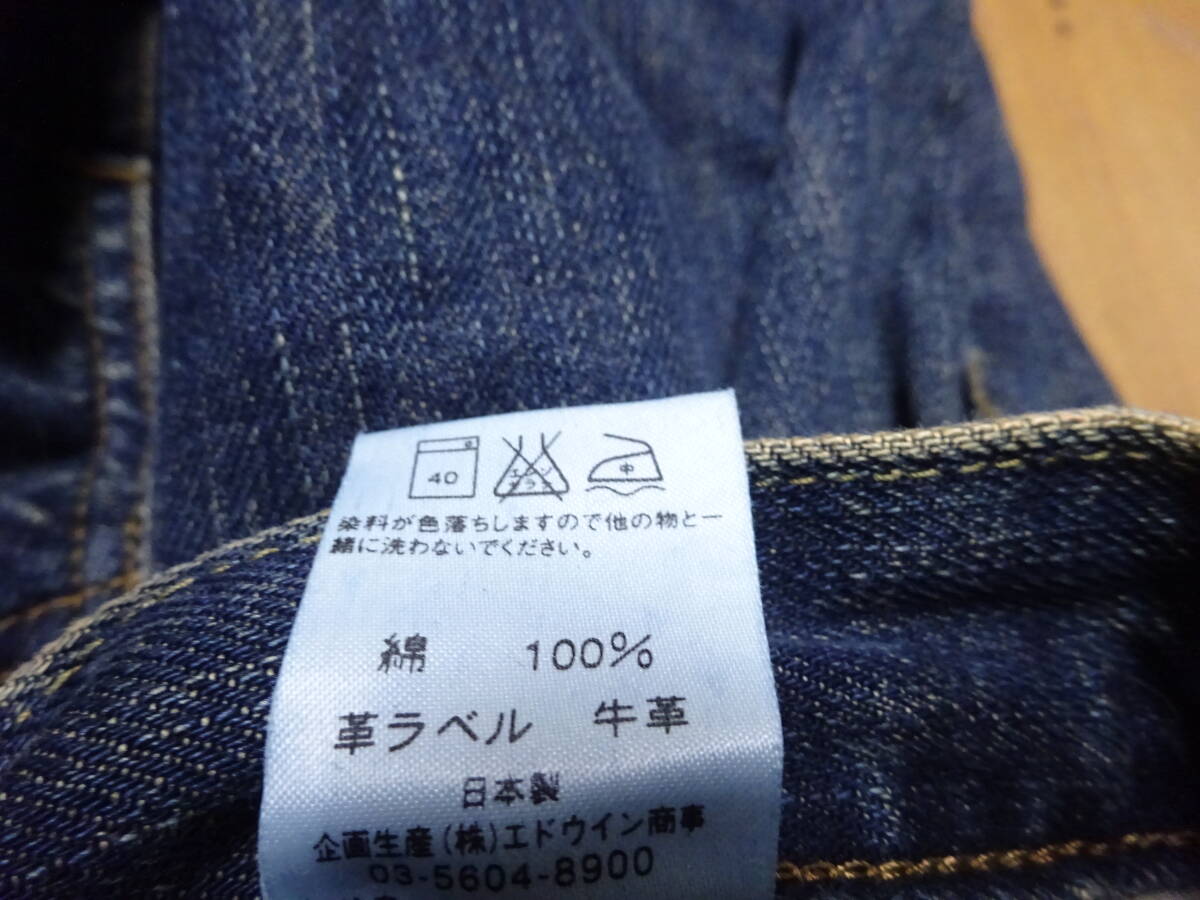 40
エンソ
サラシ
中
染料が色落ちしますので他の物と一
緒に洗わないでください。
綿 100%
革ラベル 牛革
日本製
企画生産(株)エドウイン商事
03-5604-8900